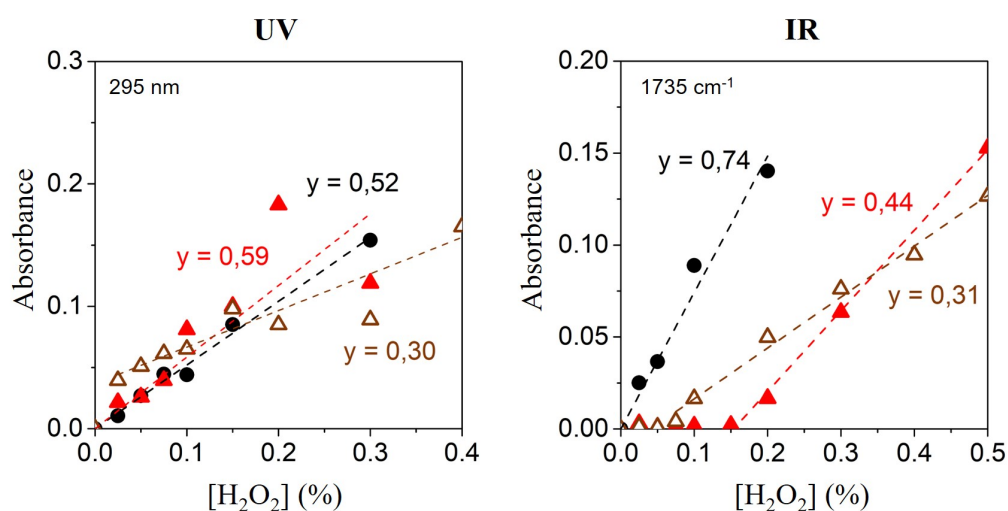 UV
295 nm
Absorbance
0.3
0.2
0.1
0.0
y = 0,52
y = 0,59
y = 0,30
0.0 0.1 0.2 0.3 0.4
[H₂O₂] (%)
IR
1735 cm⁻¹
Absorbance
0.20
0.15
0.10
0.05
0.00
y = 0,74
y = 0,44
y = 0,31
0.0 0.1 0.2 0.3 0.4 0.5
[H₂O₂] (%)